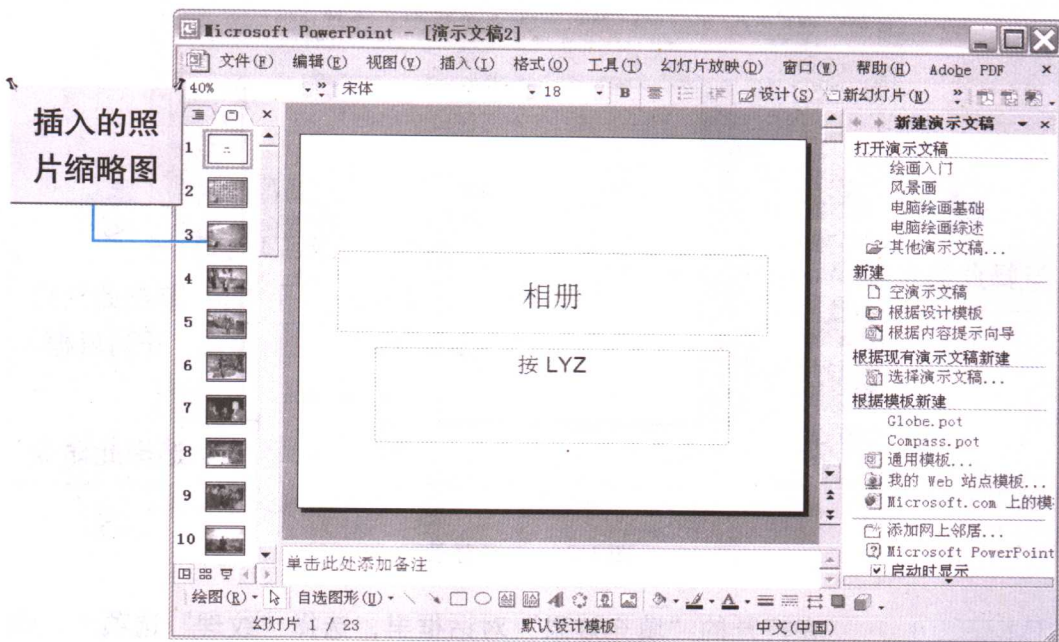 Microsoft PowerPoint - [演示文稿2]
文件(F) 编辑(E) 视图(V) 插入(I) 格式(O) 工具(T) 幻灯片放映(D) 窗口(W) 帮助(H) Adobe PDF ×
40% 宋体 18 B 设计(S) 新幻灯片(N)
插入的照
片缩略图
1
2
3
4
5
6
7
8
9
10
相册
按 LYZ
单击此处添加备注
新建演示文稿
打开演示文稿
绘画入门
风景画
电脑绘画基础
电脑绘画综述
其他演示文稿...
新建
空演示文稿
根据设计模板
根据内容提示向导
根据现有演示文稿新建
选择演示文稿...
根据模板新建
Globe.pot
Compass.pot
通用模板...
我的 Web 站点模板...
Microsoft.com 上的模
添加网上邻居...
Microsoft PowerPoint
启动时显示
绘图(R) 自选图形(U)
幻灯片 1 / 23 默认设计模板 中文(中国)